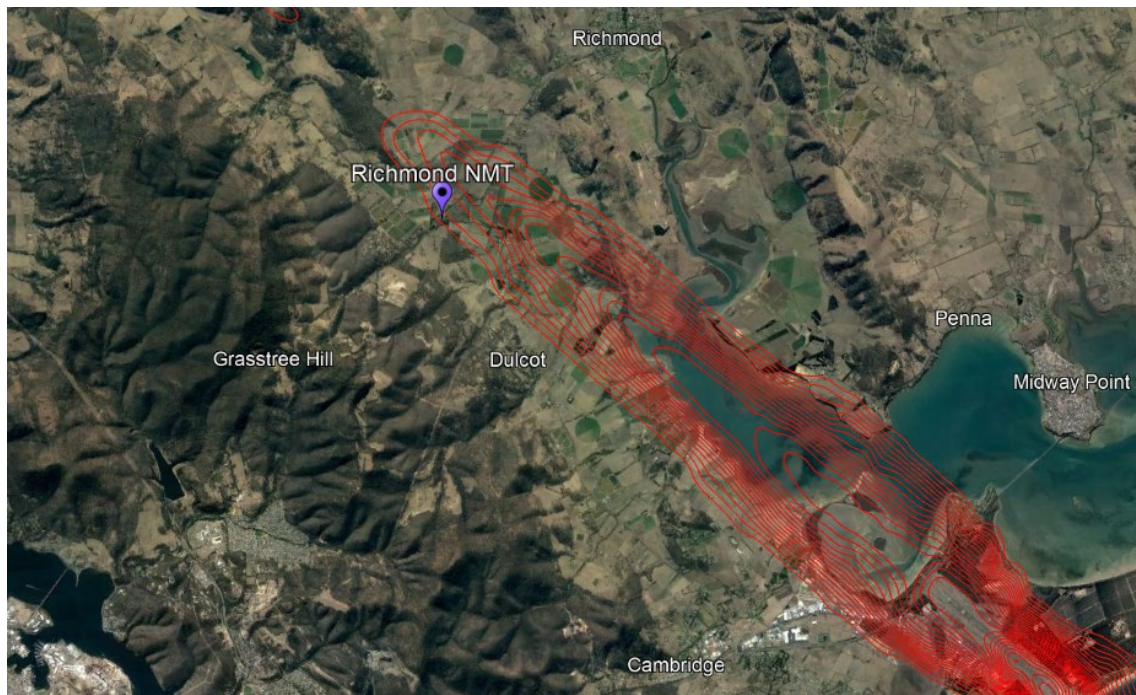 Richmond
Richmond NMT
Penna
Grasstree Hill
Dulcot
Midway Point
Cambridge